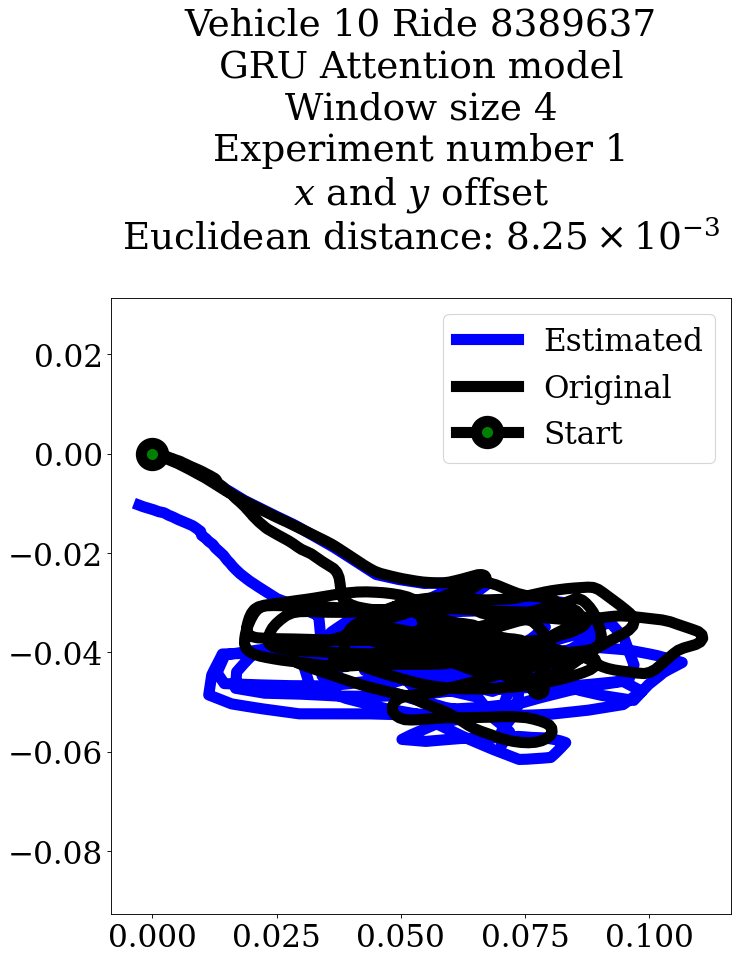 Vehicle 10 Ride 8389637
GRU Attention model
Window size 4
Experiment number 1
x and y offset
Euclidean distance: 8.25 × 10⁻³
Estimated
Original
Start
0.02
0.00
−0.02
−0.04
−0.06
−0.08
0.000 0.025 0.050 0.075 0.100